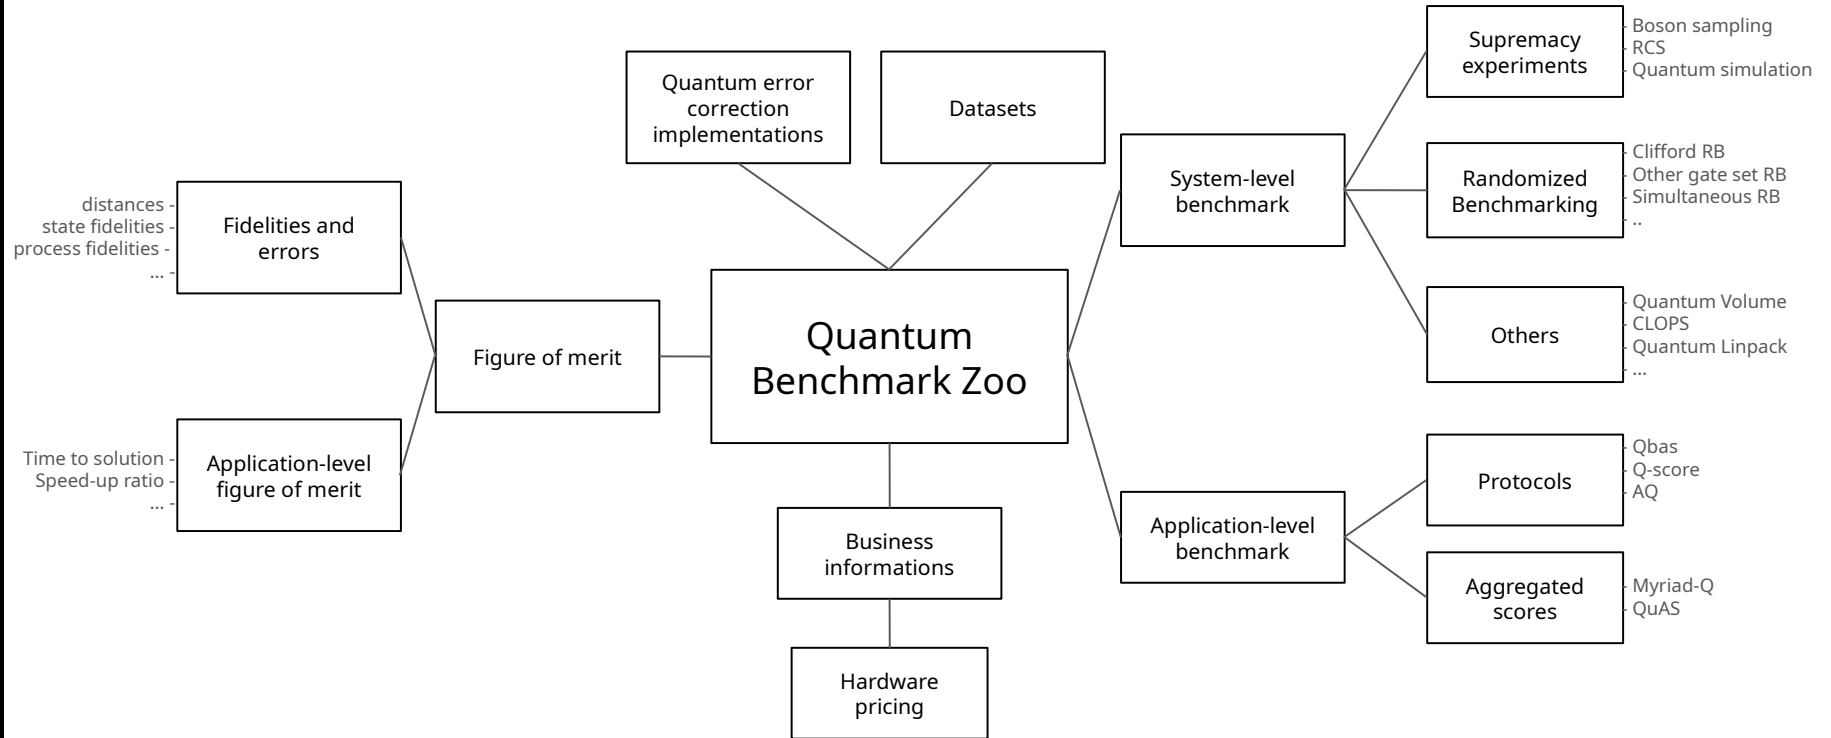 Quantum error
correction
implementations
Datasets
Supremacy
experiments
- Boson sampling
- RCS
- Quantum simulation
System-level
benchmark
Randomized
Benchmarking
- Clifford RB
- Other gate set RB
- Simultaneous RB
- ..
Others
- Quantum Volume
- CLOPS
- Quantum Linpack
- ...
distances -
state fidelities -
process fidelities -
... -
Fidelities and
errors
Figure of merit
Quantum
Benchmark Zoo
Time to solution -
Speed-up ratio -
... -
Application-level
figure of merit
Business
informations
Hardware
pricing
Application-level
benchmark
Protocols
- Qbas
- Q-score
- AQ
Aggregated
scores
- Myriad-Q
- QuAS